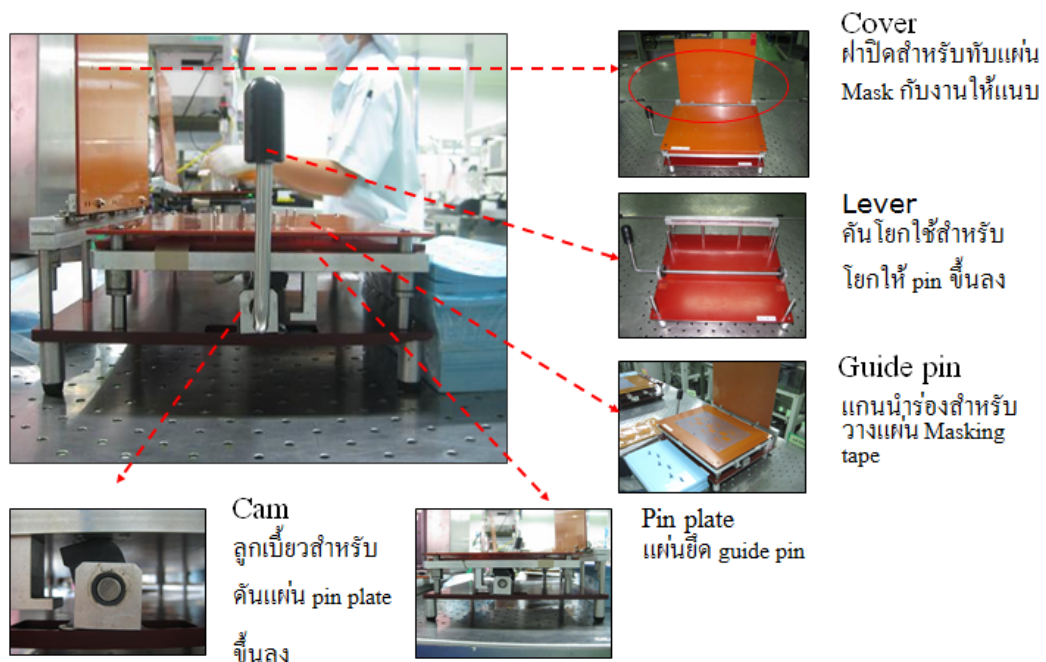 Cover
ฝาปิดสำหรับทับแผ่น
Mask กับงานให้แนบ
Lever
คันโยกใช้สำหรับ
โยกให้ pin ขึ้นลง
Guide pin
แกนนำร่องสำหรับ
วางแผ่น Masking
tape
Cam
ลูกเบี้ยวสำหรับ
ดันแผ่น pin plate
ขึ้นลง
Pin plate
แผ่นยึด guide pin